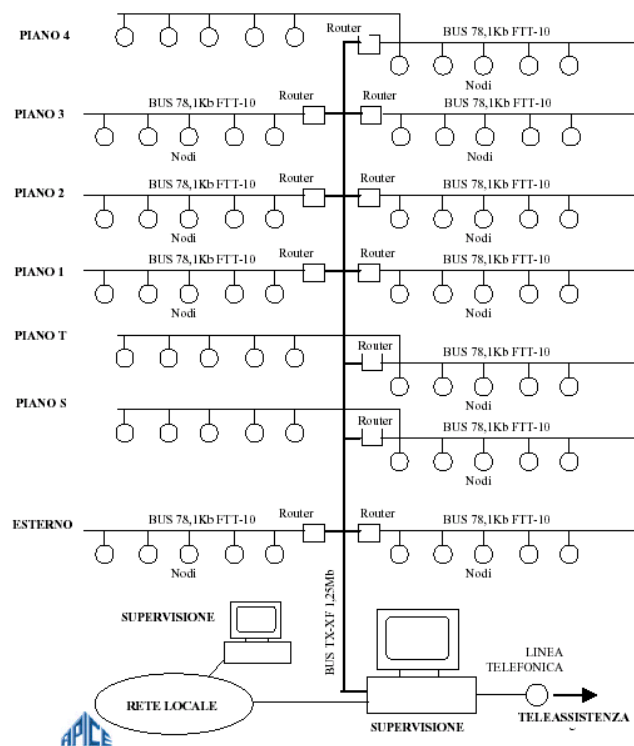 PIANO 4
Router
BUS 78,1Kb FTT-10
Nodi
PIANO 3
BUS 78,1Kb FTT-10
Router
Router
BUS 78,1Kb FTT-10
Nodi
Nodi
PIANO 2
BUS 78,1Kb FTT-10
Router
Router
BUS 78,1Kb FTT-10
Nodi
Nodi
PIANO 1
BUS 78,1Kb FTT-10
Router
Router
BUS 78,1Kb FTT-10
Nodi
Nodi
PIANO T
Router
BUS 78,1Kb FTT-10
Nodi
PIANO S
Router
BUS 78,1Kb FTT-10
Nodi
ESTERNO
BUS 78,1Kb FTT-10
Router
Router
BUS 78,1Kb FTT-10
Nodi
Nodi
BUS TX-XF 1,25Mb
SUPERVISIONE
LINEA
TELEFONICA
RETE LOCALE
SUPERVISIONE
TELEASSISTENZA
APICE